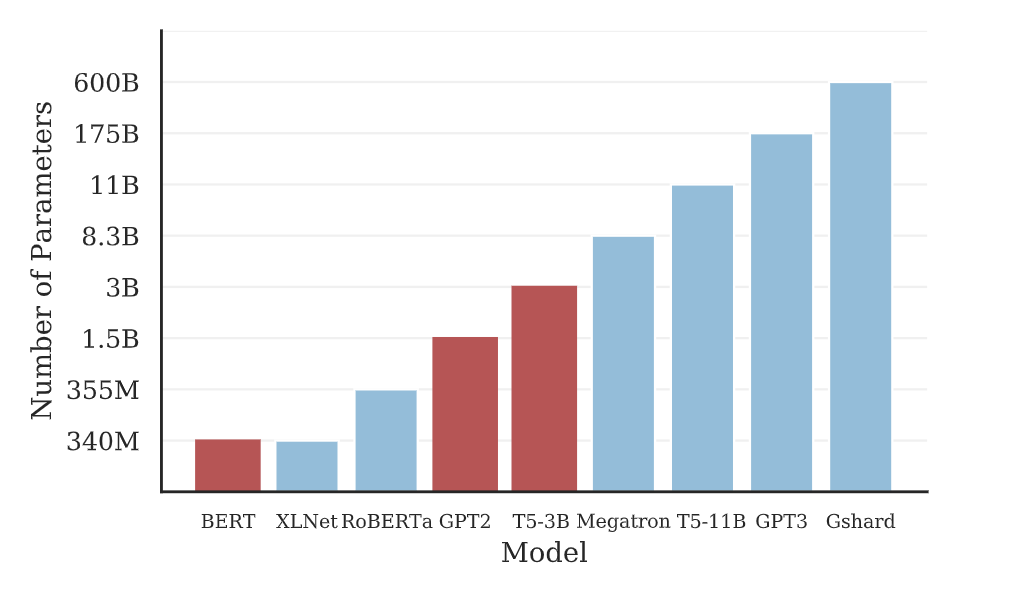 600B
175B
11B
8.3B
3B
1.5B
355M
340M
Number of Parameters
BERT XLNet RoBERTa GPT2 T5-3B Megatron T5-11B GPT3 Gshard
Model